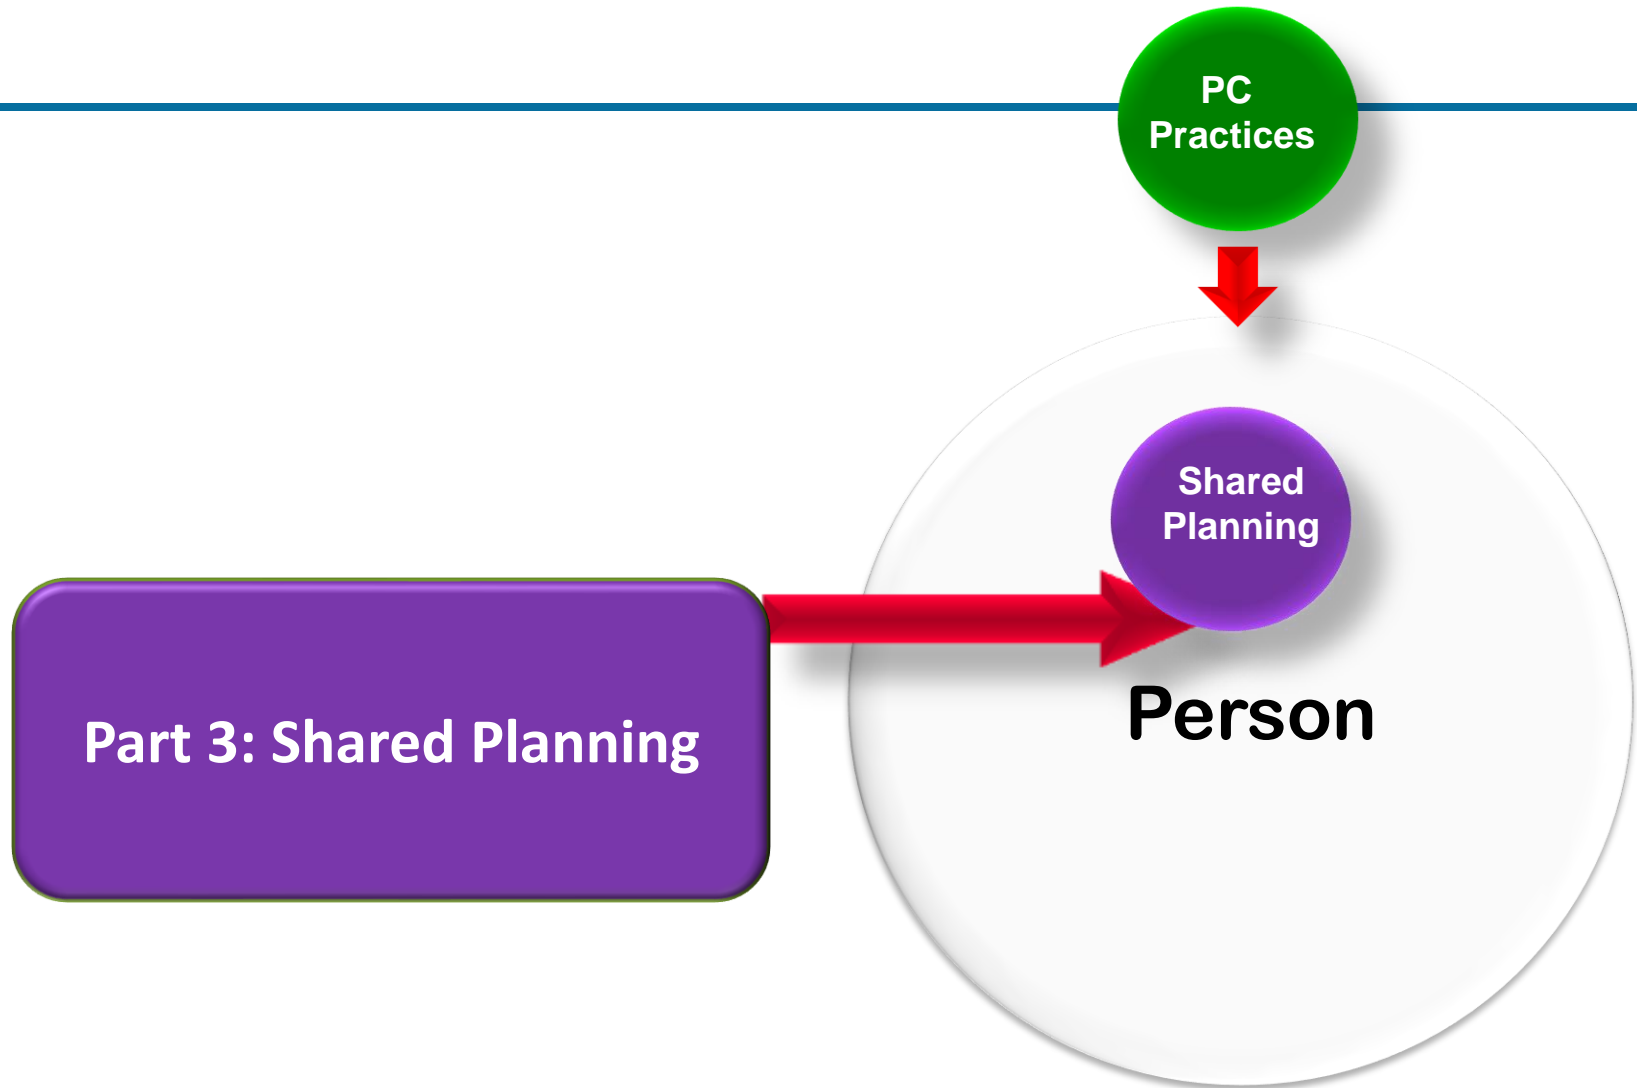 PC
Practices
Shared
Planning
Part 3: Shared Planning
Person